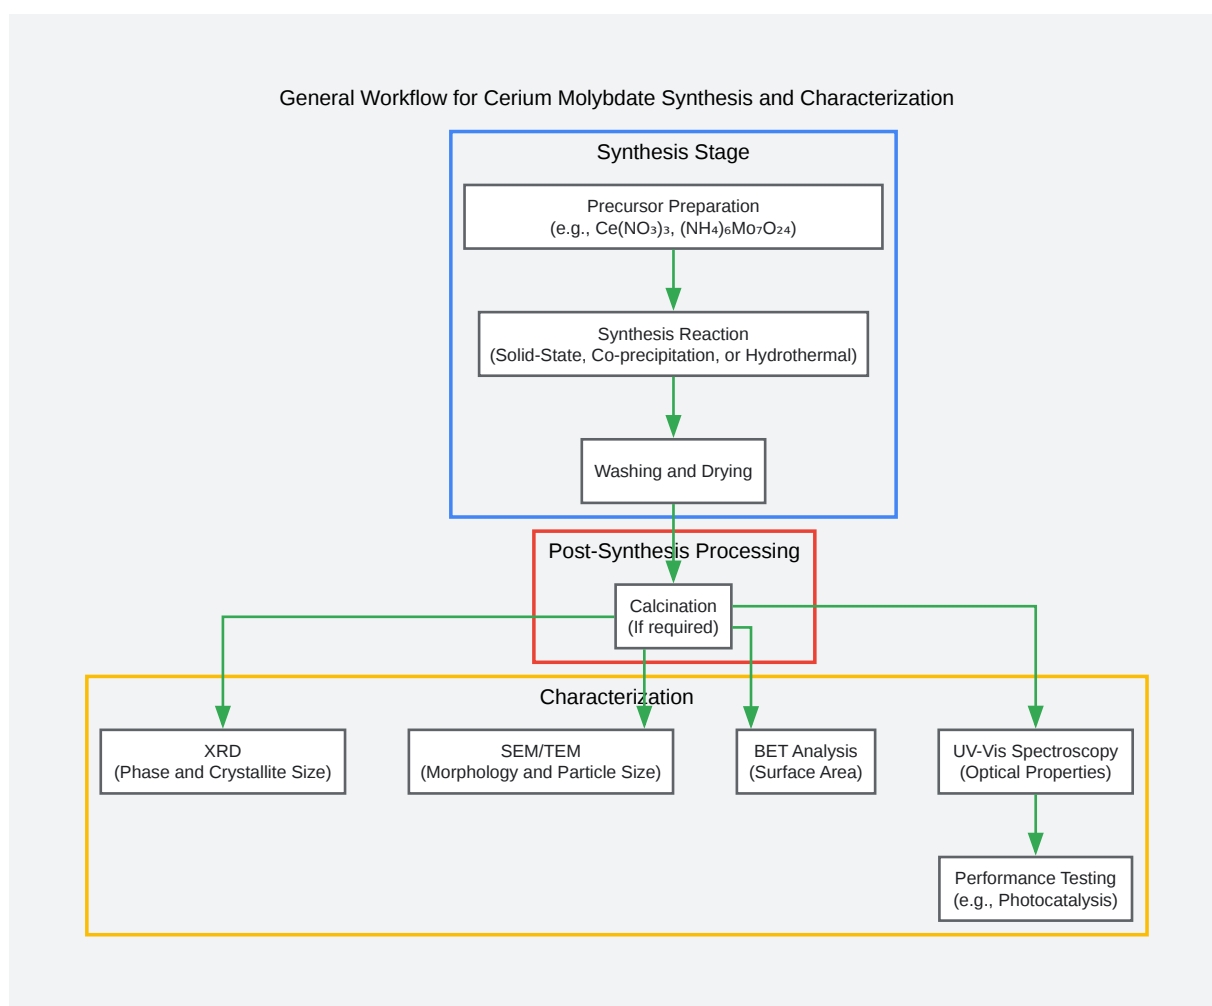 General Workflow for Cerium Molybdate Synthesis and Characterization
Synthesis Stage
Precursor Preparation
(e.g., Ce(NO₃)₃, (NH₄)₆Mo₇O₂₄)
Synthesis Reaction
(Solid-State, Co-precipitation, or Hydrothermal)
Washing and Drying
Post-Synthesis Processing
Calcination
(If required)
Characterization
XRD
(Phase and Crystallite Size)
SEM/TEM
(Morphology and Particle Size)
BET Analysis
(Surface Area)
UV-Vis Spectroscopy
(Optical Properties)
Performance Testing
(e.g., Photocatalysis)